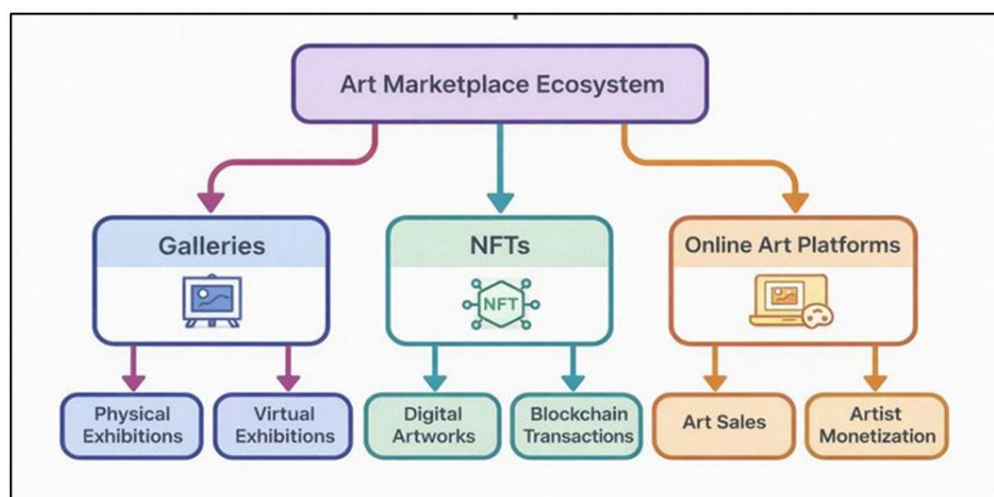 Art Marketplace Ecosystem
Galleries
NFTs
Online Art Platforms
NFT
Physical
Exhibitions
Virtual
Exhibitions
Digital
Artworks
Blockchain
Transactions
Art Sales
Artist
Monetization